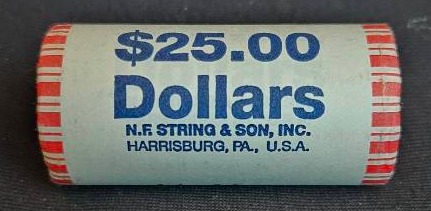 $25.00
Dollars
N.F. STRING & SON, INC.
HARRISBURG, PA., U.S.A.